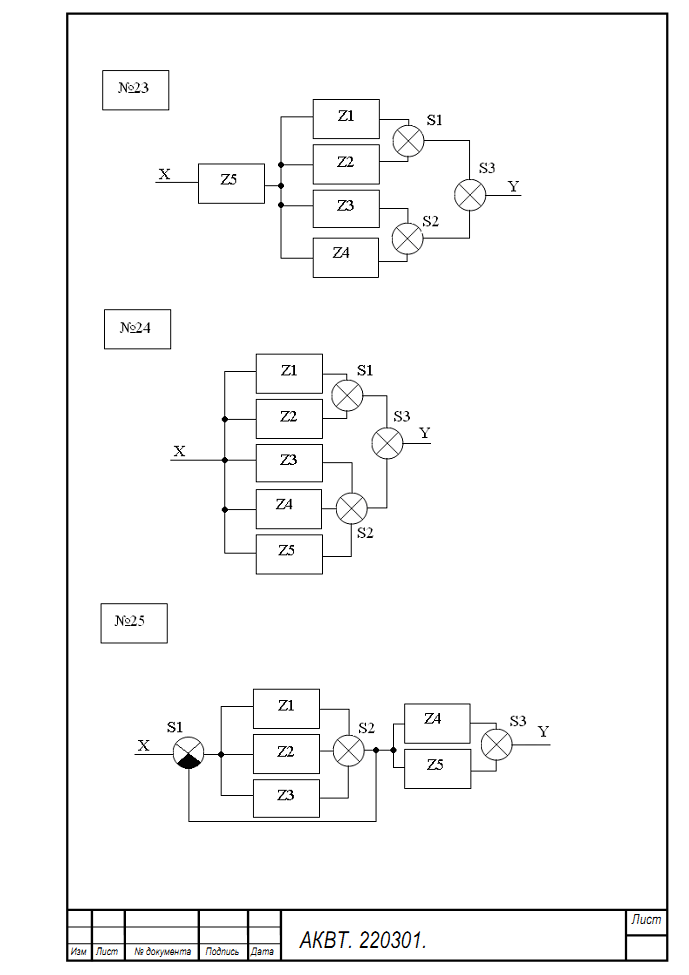 №23
Z1
S1
Z2
S3
X
Z5
Y
Z3
S2
Z4
№24
Z1
S1
Z2
S3
Y
X
Z3
Z4
S2
Z5
№25
Z1
S1
S2
Z4
S3
Y
X
Z2
Z5
Z3
Лист
АКВТ. 220301.
Изм Лист № документа Подпись Дата